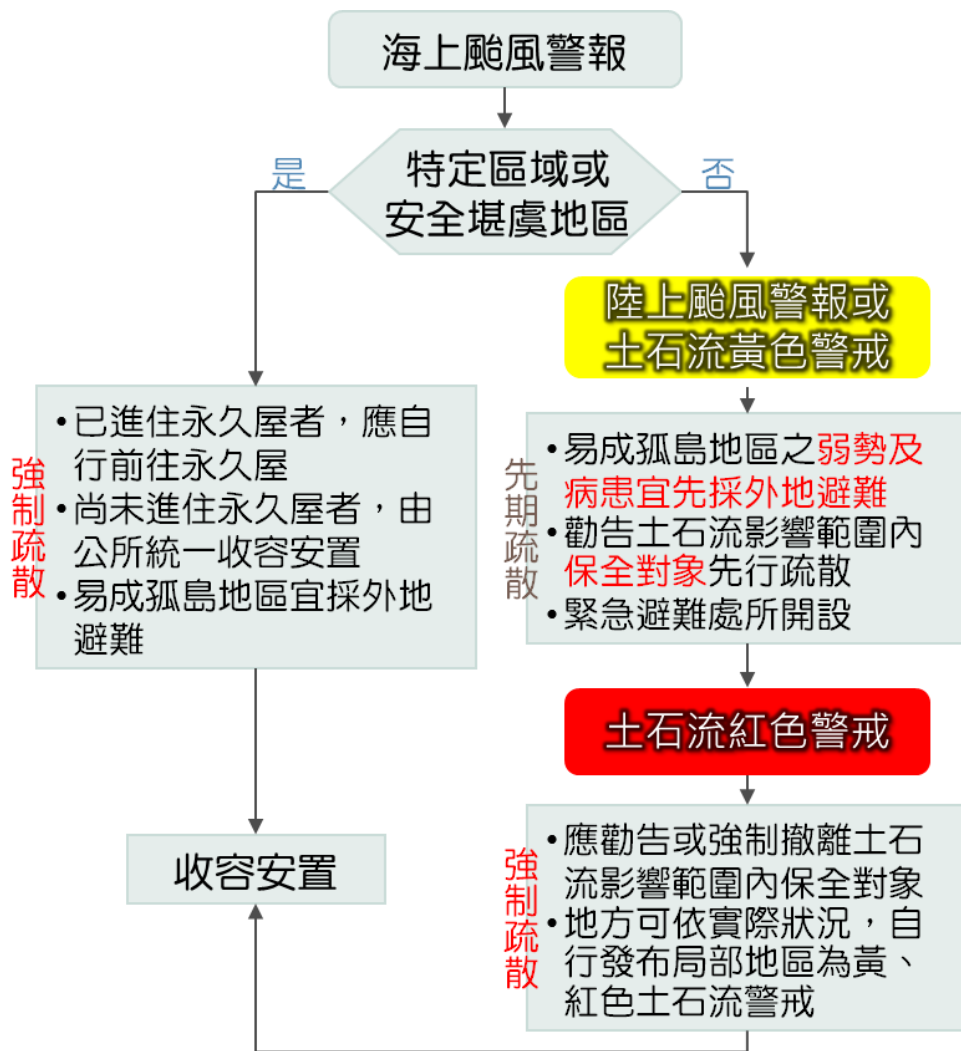 海上颱風警報
特定區域或
安全堪虞地區
是
否
強制疏散
•已進住永久屋者，應自
行前往永久屋
•尚未進住永久屋者，由
公所統一收容安置
•易成孤島地區宜採外地
避難
陸上颱風警報或
土石流黃色警戒
先期疏散
•易成孤島地區之弱勢及
病患宜先採外地避難
•勸告土石流影響範圍內
保全對象先行疏散
•緊急避難處所開設
土石流紅色警戒
強制疏散
•應勸告或強制撤離土石
流影響範圍內保全對象
•地方可依實際狀況，自
行發布局部地區為黃、
紅色土石流警戒
收容安置